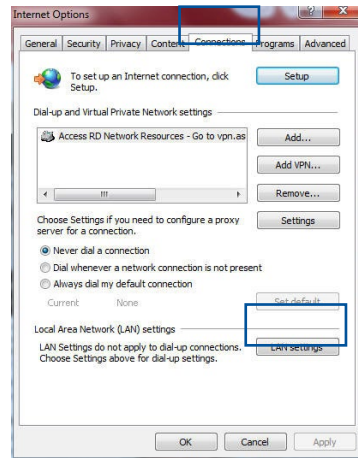 Internet Options
General Security Privacy Content Connections Programs Advanced
To set up an Internet connection, click
Setup.
Setup
Dial-up and Virtual Private Network settings
Access RD Network Resources - Go to vpn.as
Add...
Add VPN...
Remove...
Choose Settings if you need to configure a proxy
server for a connection.
Settings
Never dial a connection
Dial whenever a network connection is not present
Always dial my default connection
Current None
Set default
Local Area Network (LAN) settings
LAN Settings do not apply to dial-up connections.
Choose Settings above for dial-up settings.
LAN settings
OK Cancel Apply